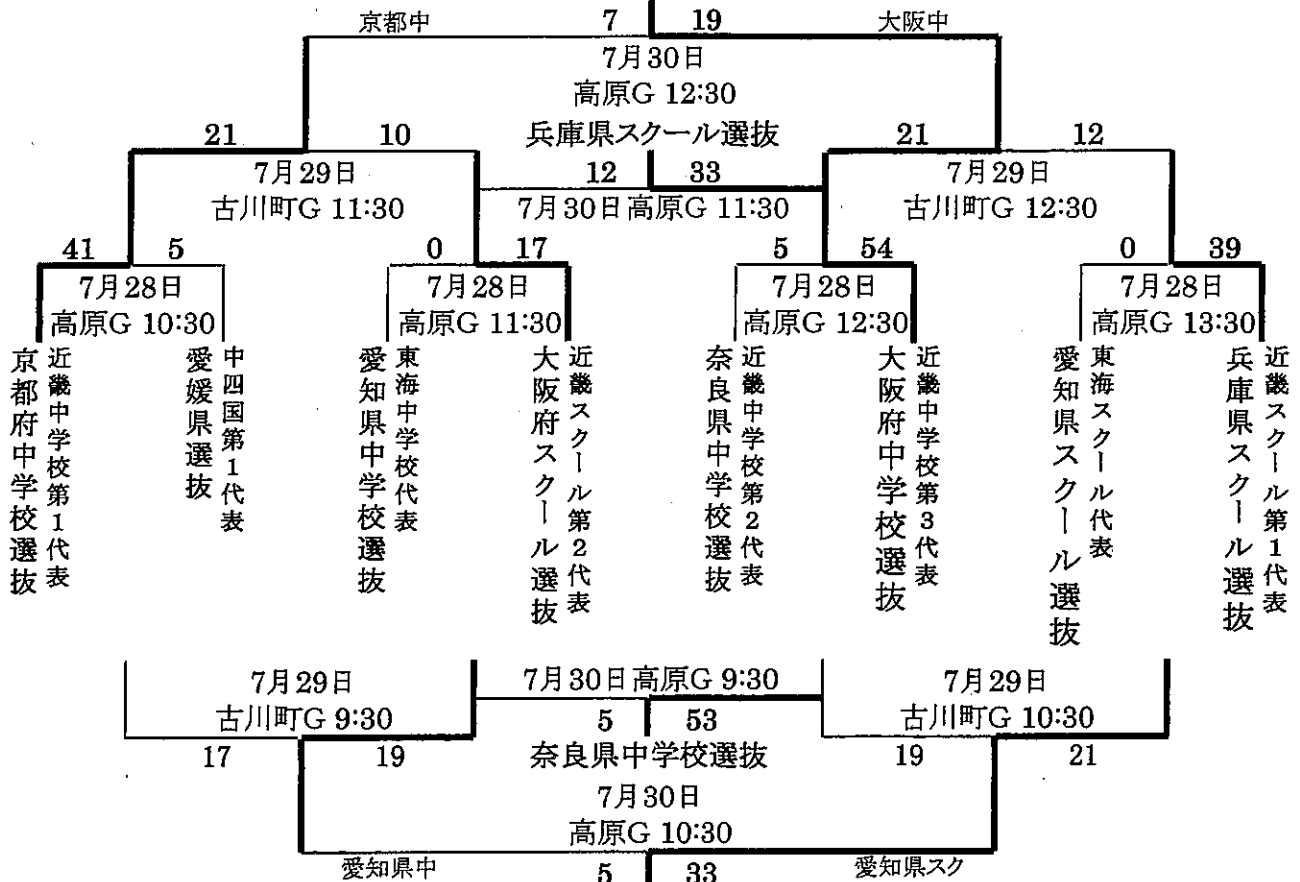 京都中 7 19 大阪中
7月30日
高原G 12:30
21 10 兵庫県スクール選抜 21 12
7月29日 12 33 7月29日
古川町G 11:30 7月30日高原G 11:30 古川町G 12:30
41 5 0 17 5 54 0 39
7月28日 7月28日 7月28日 7月28日
高原G 10:30 高原G 11:30 高原G 12:30 高原G 13:30
近畿中学校第1代表
京都府中学校選抜
中四国第1代表
愛媛県選抜
東海中学校代表
愛知県中学校選抜
近畿スクール第2代表
大阪府スクール選抜
近畿中学校第2代表
奈良県中学校選抜
近畿中学校第3代表
大阪府中学校選抜
東海スクール代表
愛知県スクール選抜
近畿スクール第1代表
兵庫県スクール選抜
7月29日 7月30日高原G 9:30 7月29日
古川町G 9:30 5 53 古川町G 10:30
17 19 奈良県中学校選抜 19 21
7月30日
高原G 10:30
愛知県中 5 33 愛知県スク